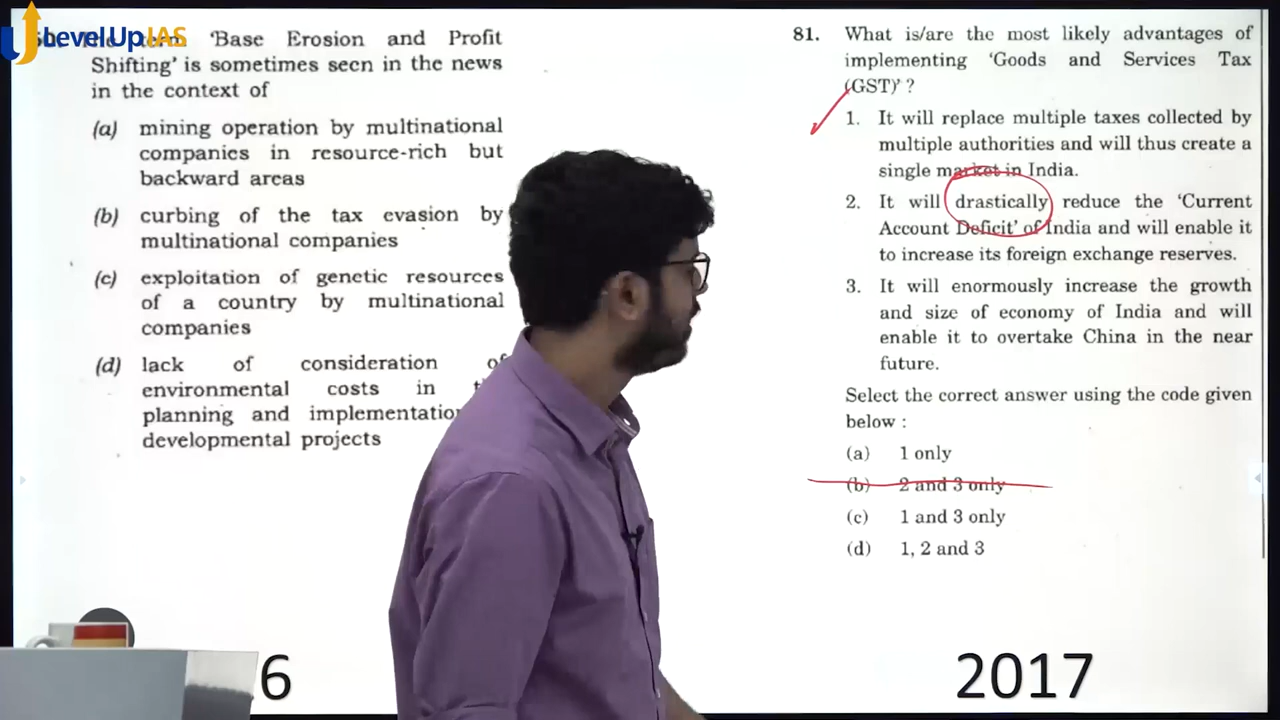 LevelUpIAS
'Base Erosion and Profit
Shifting' is sometimes seen in the news
in the context of
(a) mining operation by multinational
companies in resource-rich but
backward areas
(b) curbing of the tax evasion by
multinational companies
(c) exploitation of genetic resources
of a country by multinational
companies
(d) lack of consideration of
environmental costs in
planning and implementatio
developmental projects
6
81. What is/are the most likely advantages of
implementing 'Goods and Services Tax
(GST)' ?
1. It will replace multiple taxes collected by
multiple authorities and will thus create a
single market in India.
2. It will drastically reduce the 'Current
Account Deficit' of India and will enable it
to increase its foreign exchange reserves.
3. It will enormously increase the growth
and size of economy of India and will
enable it to overtake China in the near
future.
Select the correct answer using the code given
below :
(a) 1 only
(b) 2 and 3 only
(c) 1 and 3 only
(d) 1, 2 and 3
2017